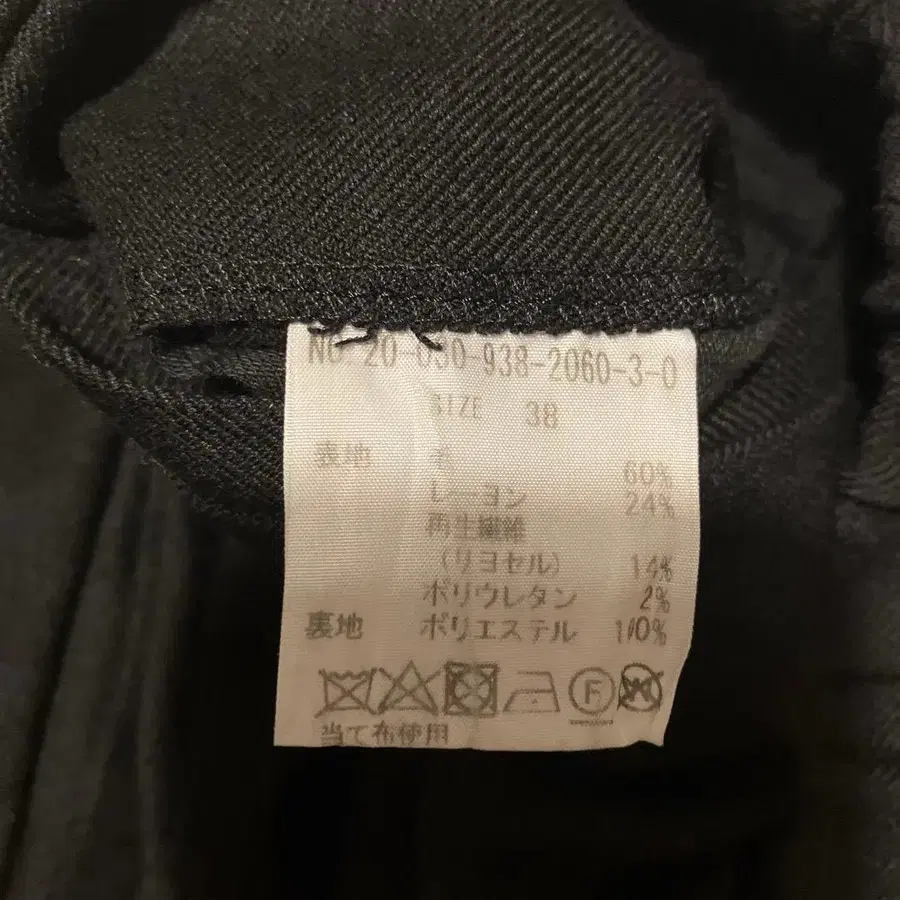 NO 20-030-938-2060-3-0
SIZE 38
表地 毛 60%
レーヨン 24%
再生繊維
(リヨセル) 14%
ポリウレタン 2%
裏地 ポリエステル 100%
F W
当て布使用